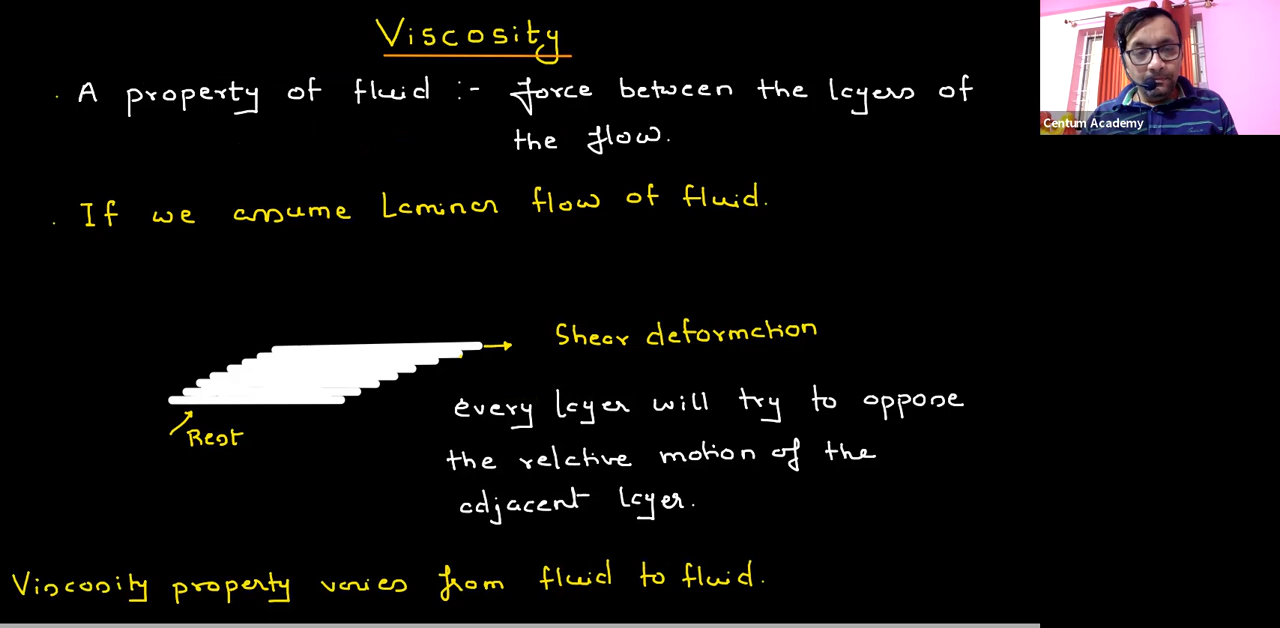 Viscosity
. A property of fluid :- force between the layers of
the flow.
. If we assume Laminar flow of fluid.
Shear deformation
Rest
every layer will try to oppose
the relative motion of the
adjacent layer.
Viscosity property varies from fluid to fluid.
Centum Academy